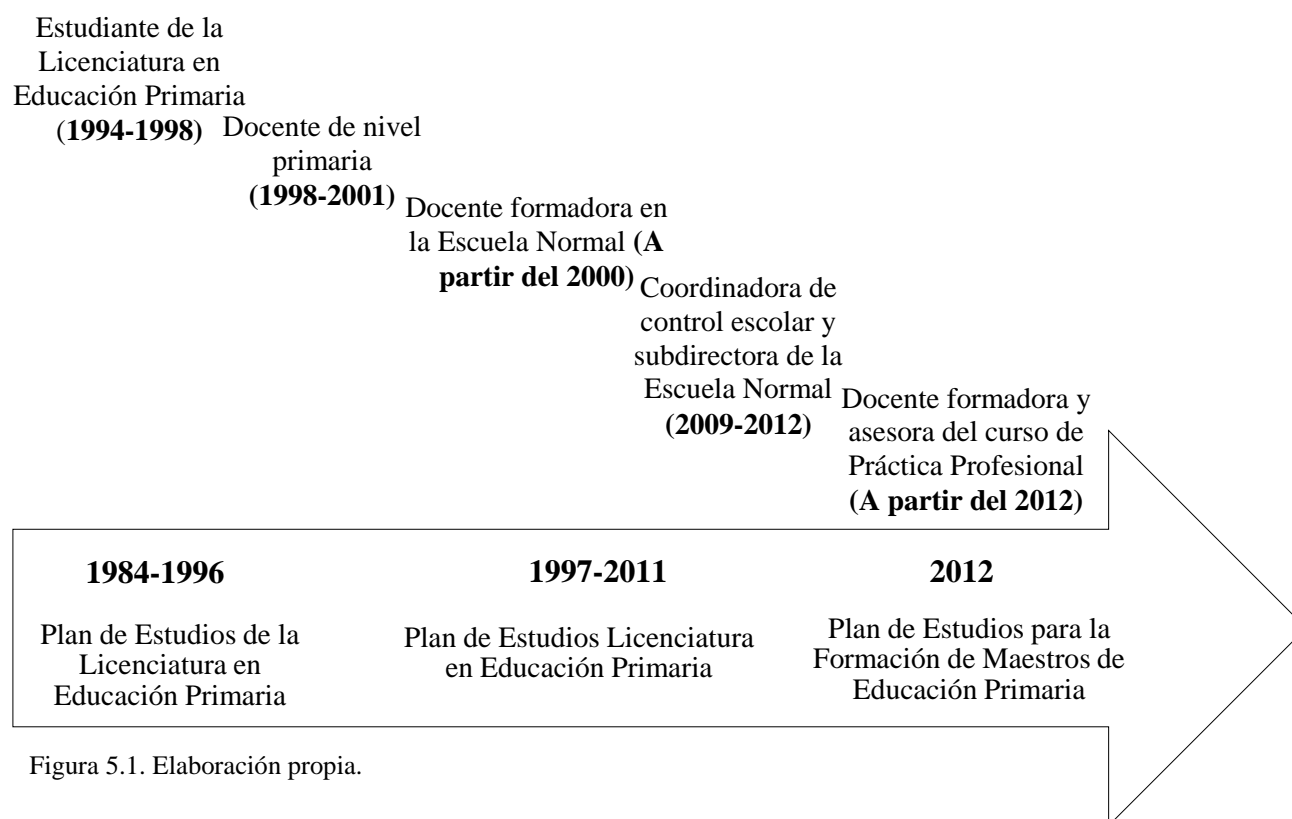 Estudiante de la
Licenciatura en
Educación Primaria
(1994-1998)
Docente de nivel
primaria
(1998-2001)
Docente formadora en
la Escuela Normal (A
partir del 2000)
Coordinadora de
control escolar y
subdirectora de la
Escuela Normal
(2009-2012)
Docente formadora y
asesora del curso de
Práctica Profesional
(A partir del 2012)
1984-1996
Plan de Estudios de la
Licenciatura en
Educación Primaria
1997-2011
Plan de Estudios Licenciatura
en Educación Primaria
2012
Plan de Estudios para la
Formación de Maestros de
Educación Primaria
Figura 5.1. Elaboración propia.